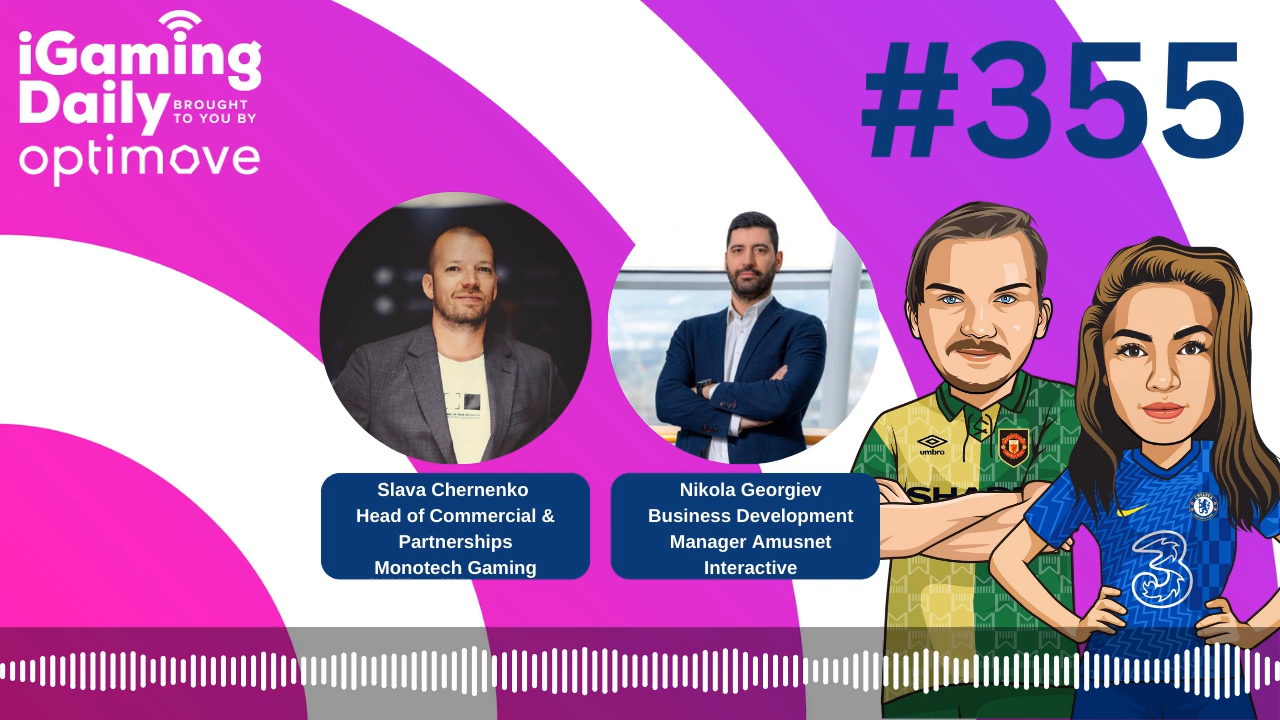 iGaming
Daily BROUGHT
TO YOU BY
optimove
#355
Slava Chernenko
Head of Commercial &
Partnerships
Monotech Gaming
Nikola Georgiev
Business Development
Manager Amusnet
Interactive
umbro
SHARP
3